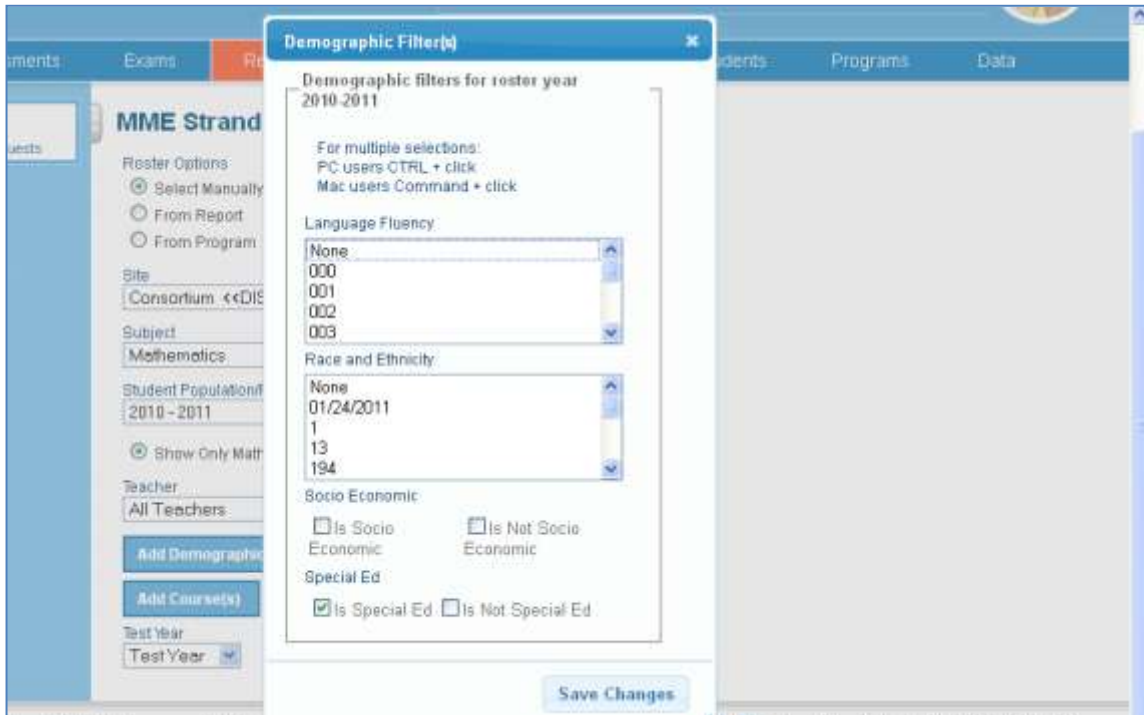 Demographic Filter(s)
Exams
Programs
Data
Demographic filters for roster year
2010-2011
MME Strand
For multiple selections:
PC users CTRL + click
Mac users Command + click
Roster Options
Select Manually
From Report
From Program
Language Fluency
None
000
001
002
003
Site
Consortium <<DIS
Subject
Mathematics
Race and Ethnicity
None
01/24/2011
1
13
194
Student Population/
2010 - 2011
Show Only Math
Teacher
All Teachers
Socio Economic
Is Socio
Economic
Is Not Socio
Economic
Add Demographic
Special Ed
Is Special Ed
Is Not Special Ed
Add Course(s)
Test Year
Test Year
Save Changes